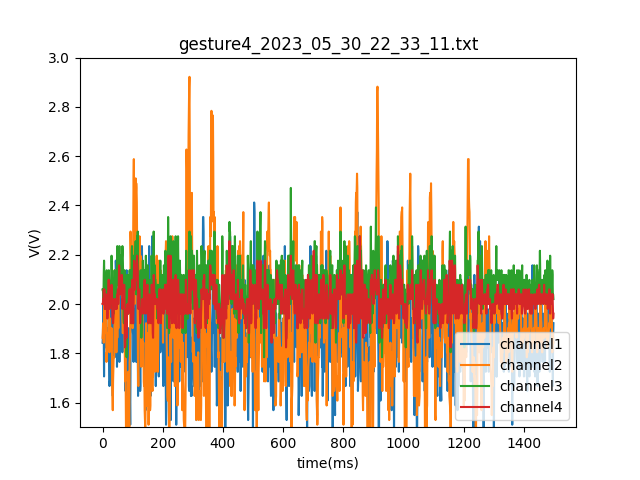 gesture4_2023_05_30_22_33_11.txt
3.0
2.8
2.6
2.4
2.2
2.0
1.8
1.6
V(V)
channel1
channel2
channel3
channel4
0 200 400 600 800 1000 1200 1400
time(ms)